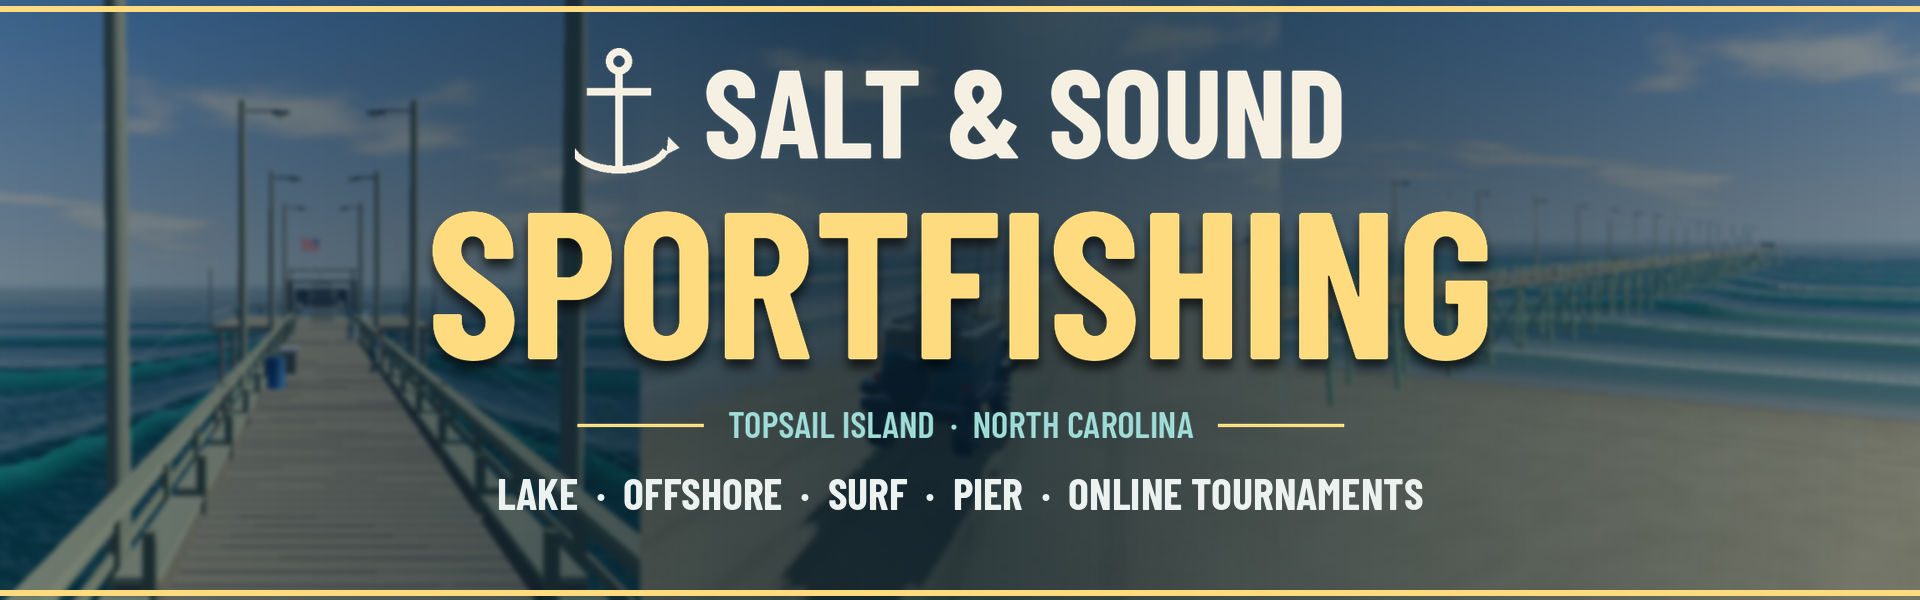 SALT & SOUND
SPORTFISHING
TOPSAIL ISLAND · NORTH CAROLINA
LAKE · OFFSHORE · SURF · PIER · ONLINE TOURNAMENTS